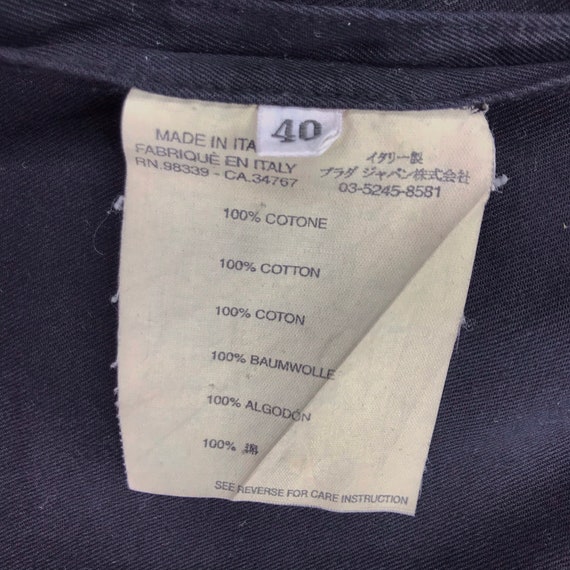 40
MADE IN ITA
FABRIQUÉ EN ITALY
RN.98339 - CA.34767
イタリー製
プラダ ジャパン株式会社
03-5245-8581
100% COTONE
100% COTTON
100% COTON
100% BAUMWOLLE
100% ALGODÓN
100% 綿
SEE REVERSE FOR CARE INSTRUCTION